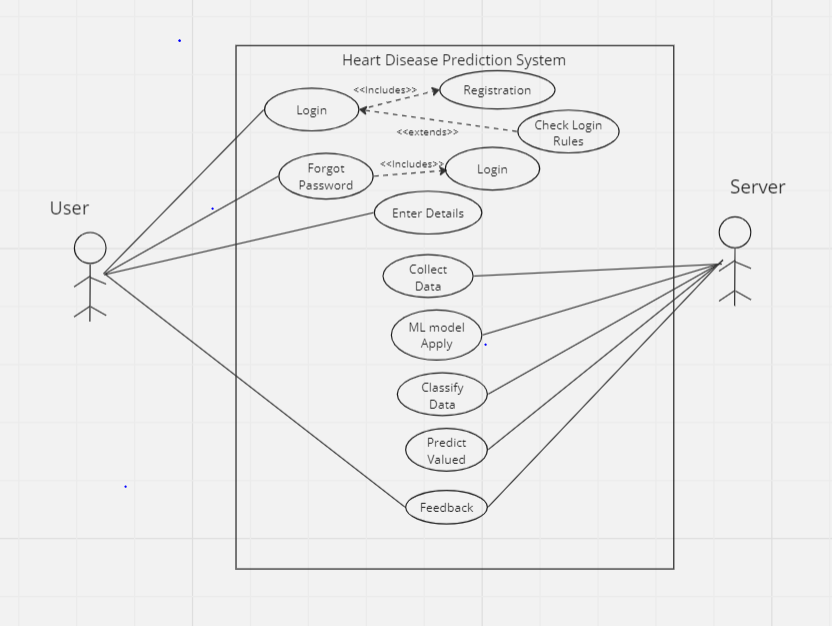 Heart Disease Prediction System
<<Includes>>
Registration
Login
<<extends>>
Check Login
Rules
Forgot
Password
<<Includes>>
Login
User
Server
Enter Details
Collect
Data
ML model
Apply
Classify
Data
Predict
Valued
Feedback